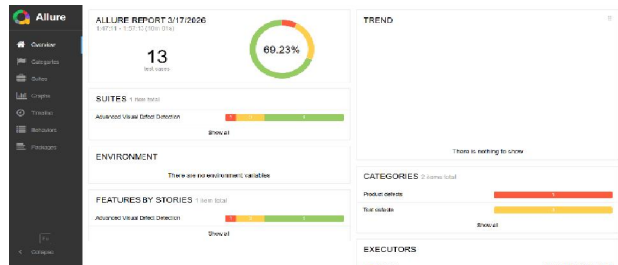 Allure
Overview
Categories
Suites
Graphs
Timeline
Behaviors
Packages
Collapse
ALLURE REPORT 3/17/2026
13
test cases
69.23%
SUITES 1 item total
Advanced Visual Defect Detection
Show all
ENVIRONMENT
There are no environment variables
FEATURES BY STORIES 1 item total
Advanced Visual Defect Detection
Show all
TREND
There is nothing to show
CATEGORIES 2 items total
Product defects
Test defects
Show all
EXECUTORS